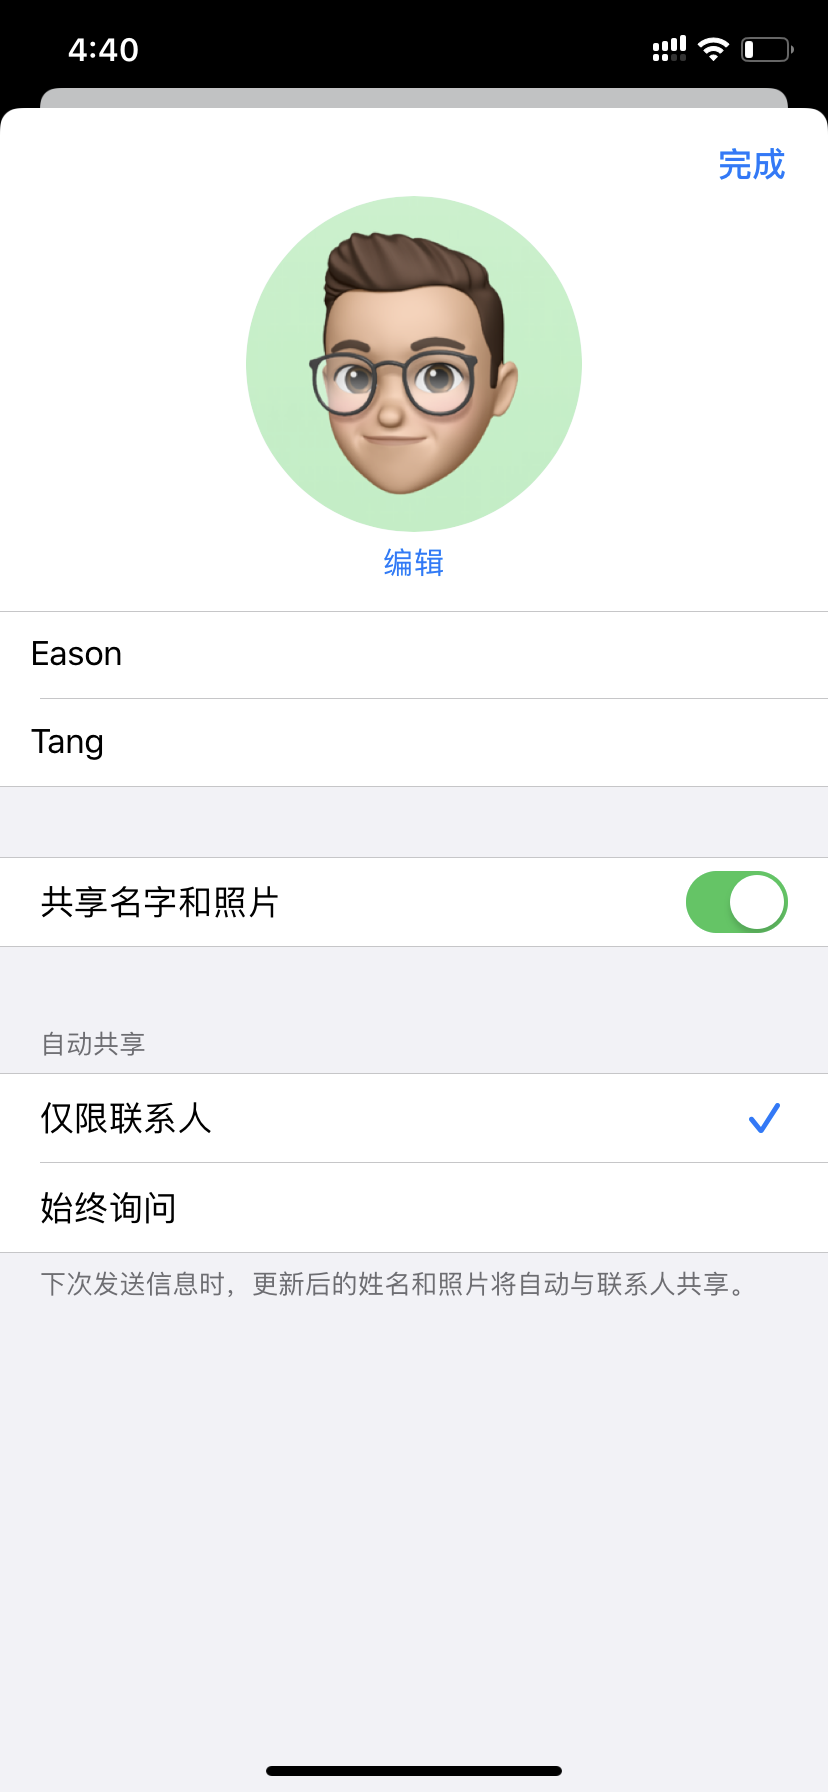 4:40
完成
编辑
Eason
Tang
共享名字和照片
自动共享
仅限联系人
始终询问
下次发送信息时，更新后的姓名和照片将自动与联系人共享。